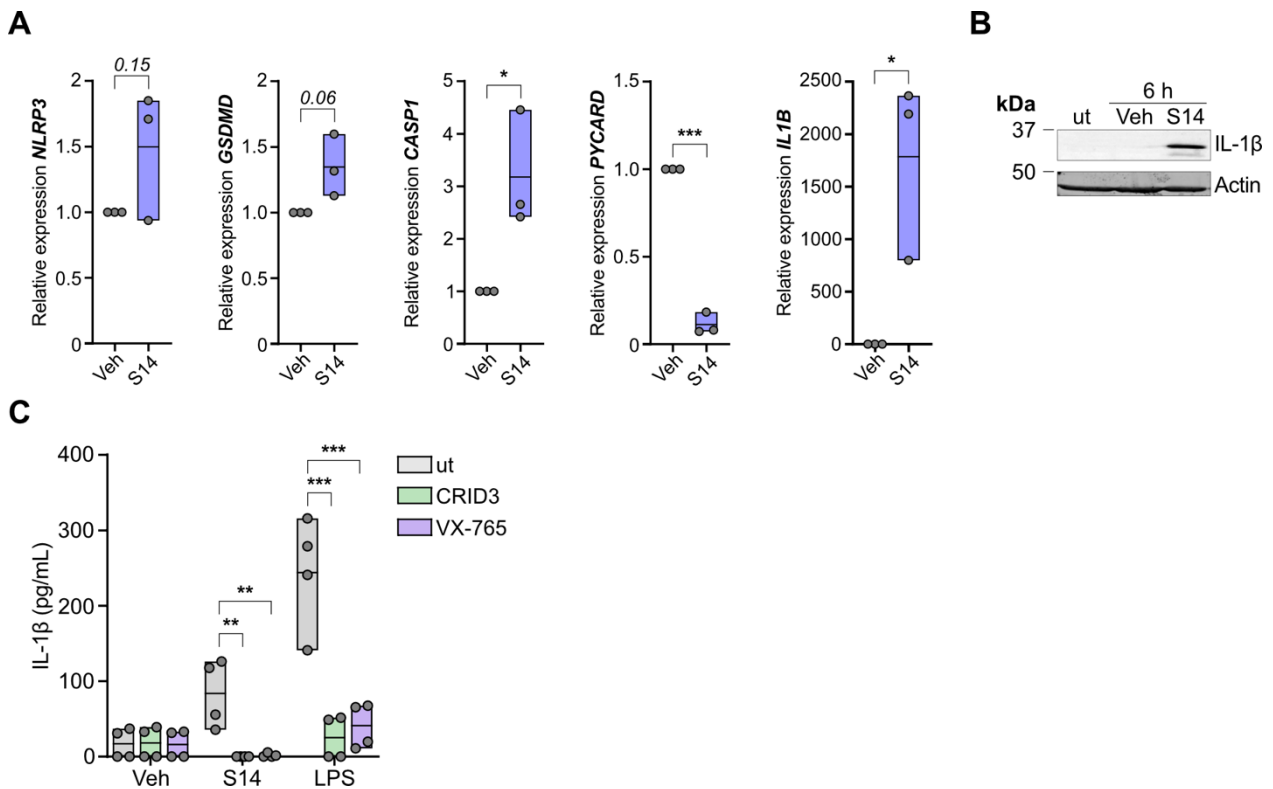 A
Relative expression NLRP3
2
1.5
1.0
0.5
0
0.15
Veh
S14
Relative expression GSDMD
2
1.5
1.0
0.5
0
0.06
Veh
S14
Relative expression CASP1
5
4
3
2
1
0
*
Veh
S14
Relative expression PYCARD
1.5
1.0
0.5
0
***
Veh
S14
Relative expression IL1B
2500
2000
1500
1000
500
0
*
Veh
S14
B
6 h
kDa ut Veh S14
37 IL-1β
50 Actin
C
IL-1β (pg/mL)
400
300
200
100
0
**
**
***
***
Veh
S14
LPS
ut
CRID3
VX-765